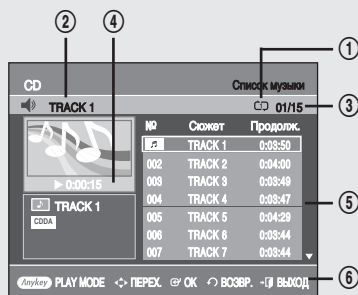 ② ④
①
CD Список музыки
TRACK 1 01/15 ③
№ Сюжет Продолж.
TRACK 1 0:03:50
002 TRACK 2 0:04:00
003 TRACK 3 0:03:49
004 TRACK 4 0:03:47
005 TRACK 5 0:04:29
006 TRACK 6 0:03:44
007 TRACK 7 0:03:44
0:00:15
TRACK 1
CDDA
⑤
Anykey PLAY MODE ПЕРЕХ. OK ВОЗВР. ВЫХОД ⑥